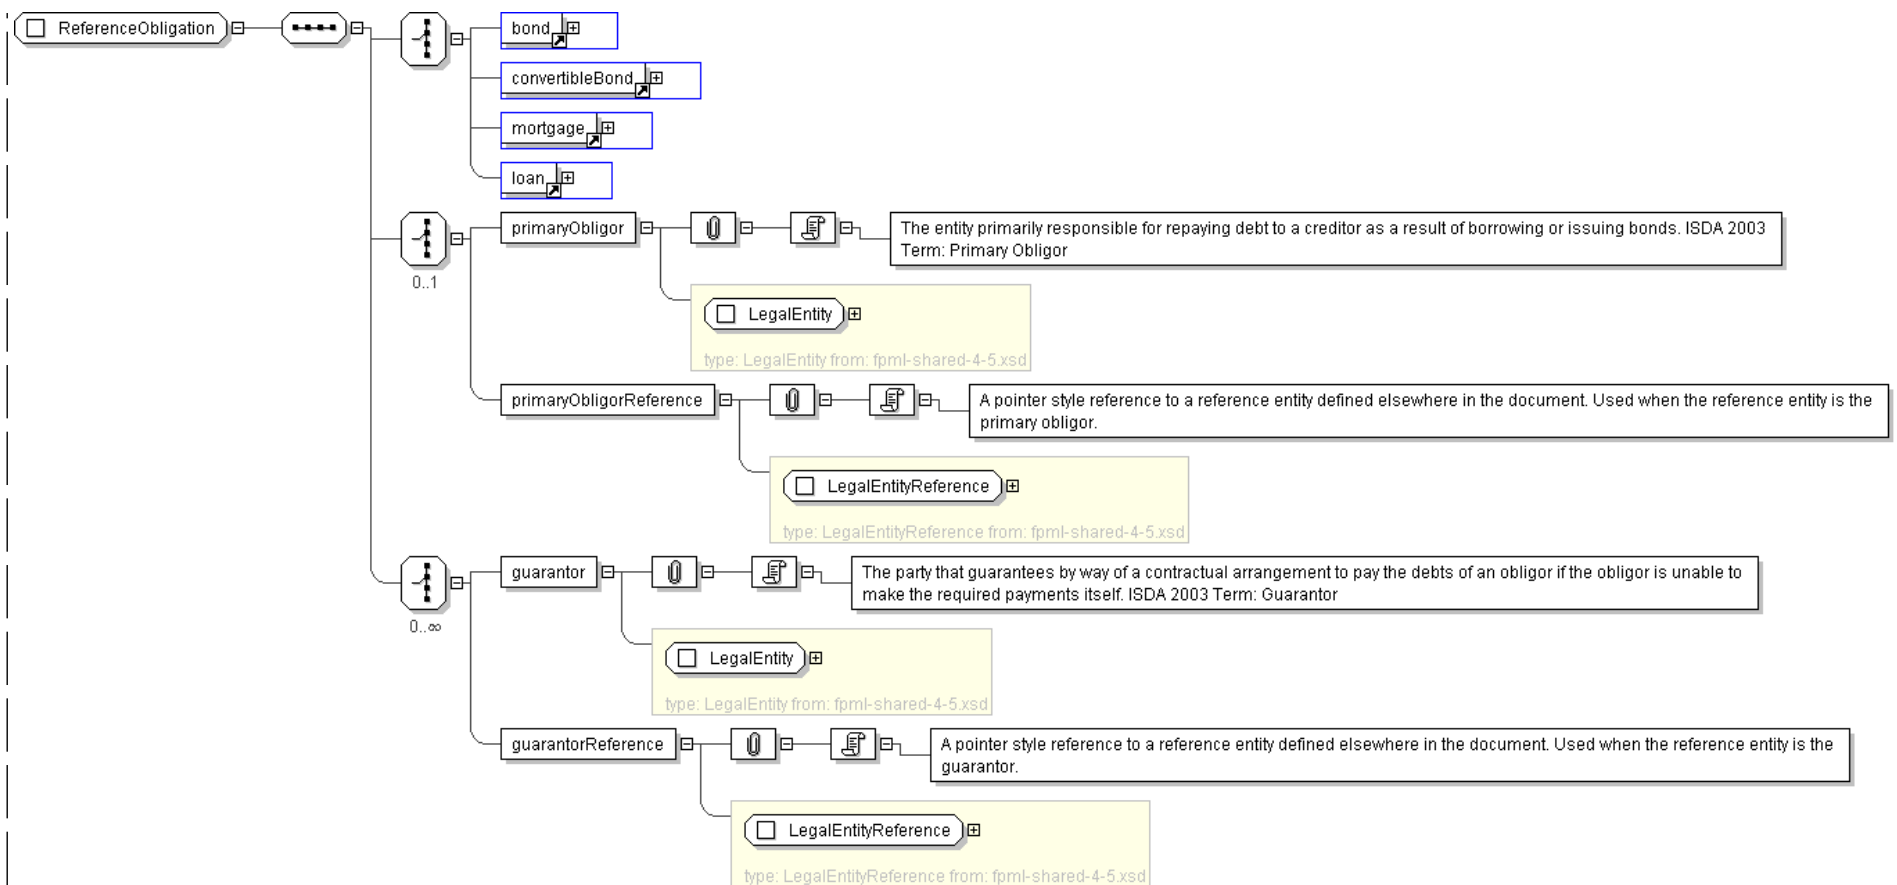 ReferenceObligation
bond
convertibleBond
mortgage
loan
0..1
primaryObligor
The entity primarily responsible for repaying debt to a creditor as a result of borrowing or issuing bonds. ISDA 2003
Term: Primary Obligor
LegalEntity
type: LegalEntity from: fpml-shared-4-5.xsd
primaryObligorReference
A pointer style reference to a reference entity defined elsewhere in the document. Used when the reference entity is the
primary obligor.
LegalEntityReference
type: LegalEntityReference from: fpml-shared-4-5.xsd
0..∞
guarantor
The party that guarantees by way of a contractual arrangement to pay the debts of an obligor if the obligor is unable to
make the required payments itself. ISDA 2003 Term: Guarantor
LegalEntity
type: LegalEntity from: fpml-shared-4-5.xsd
guarantorReference
A pointer style reference to a reference entity defined elsewhere in the document. Used when the reference entity is the
guarantor.
LegalEntityReference
type: LegalEntityReference from: fpml-shared-4-5.xsd